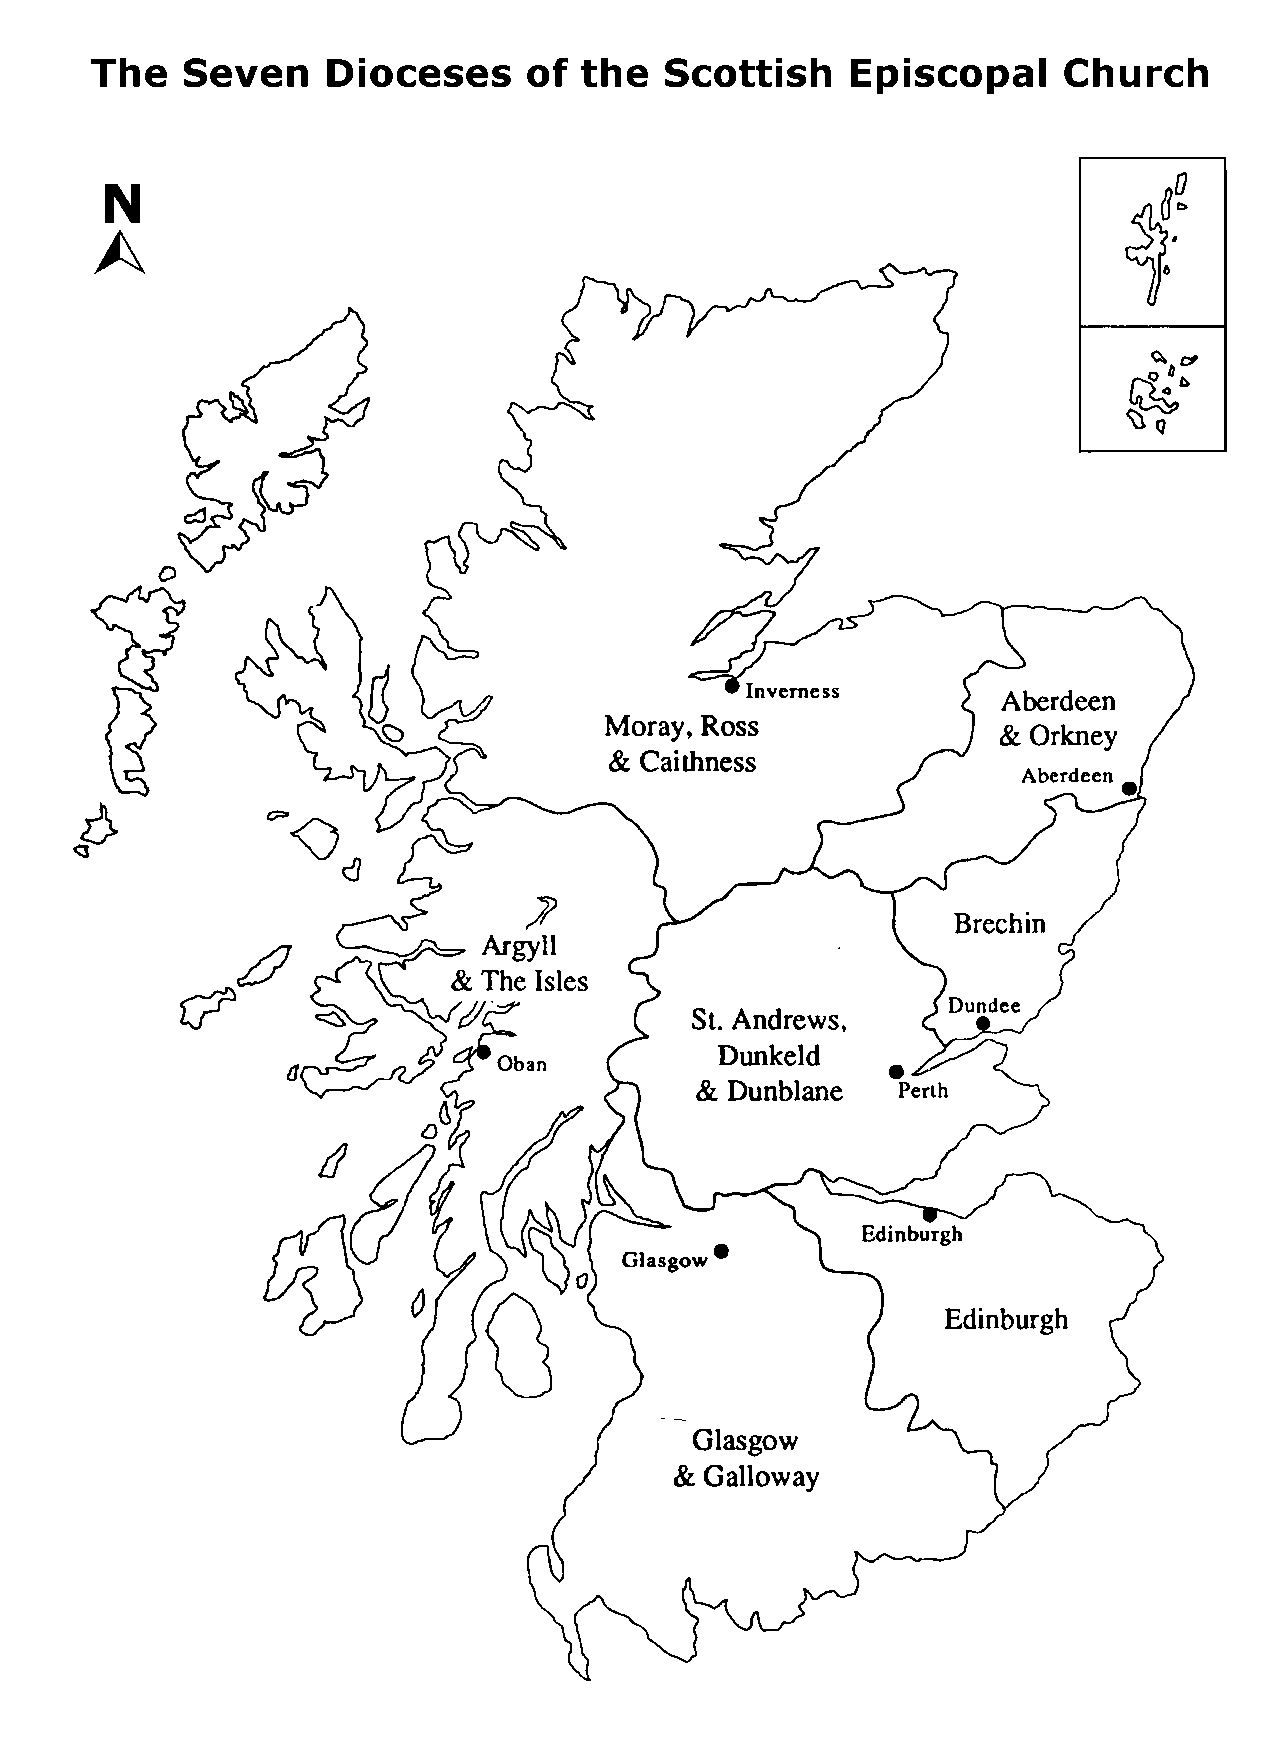 The Seven Dioceses of the Scottish Episcopal Church
N
Inverness
Moray, Ross
& Caithness
Aberdeen
& Orkney
Aberdeen
Brechin
Argyll
& The Isles
Dundee
St. Andrews,
Dunkeld
& Dunblane
Oban
Perth
Edinburgh
Glasgow
Edinburgh
Glasgow
& Galloway